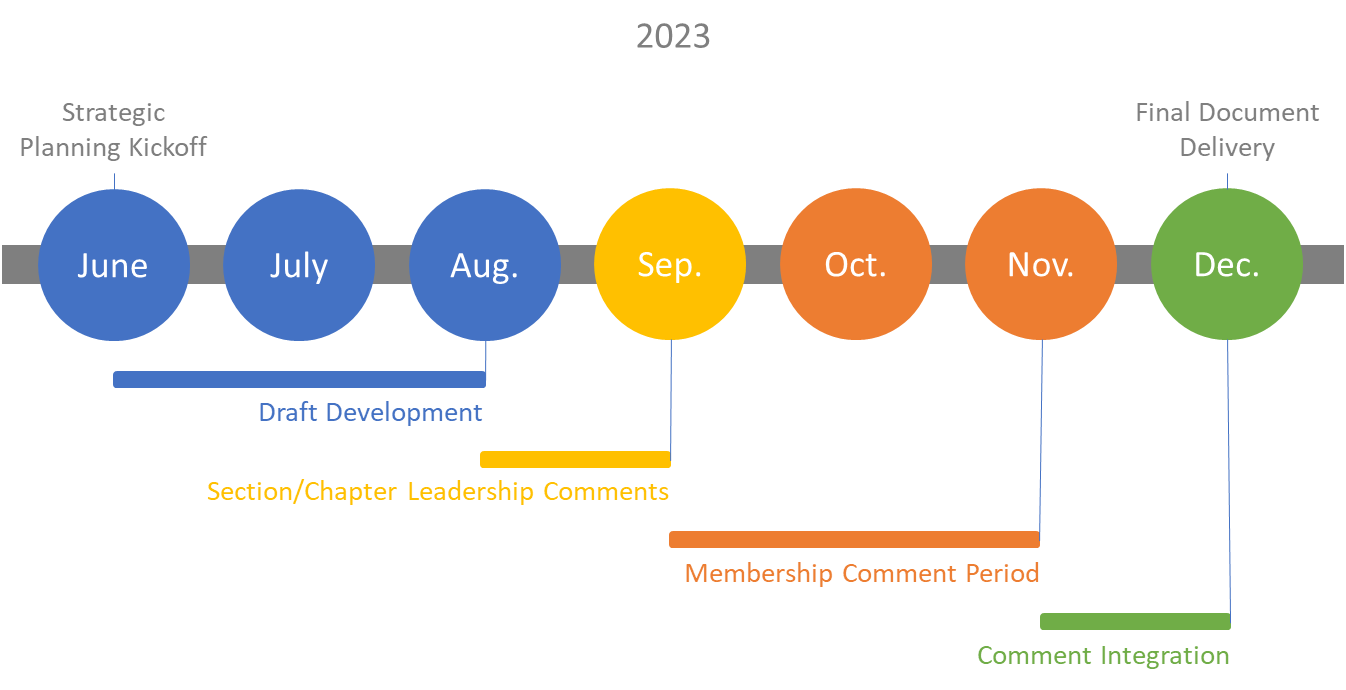 2023
Strategic
Planning Kickoff
Final Document
Delivery
June
July
Aug.
Sep.
Oct.
Nov.
Dec.
Draft Development
Section/Chapter Leadership Comments
Membership Comment Period
Comment Integration